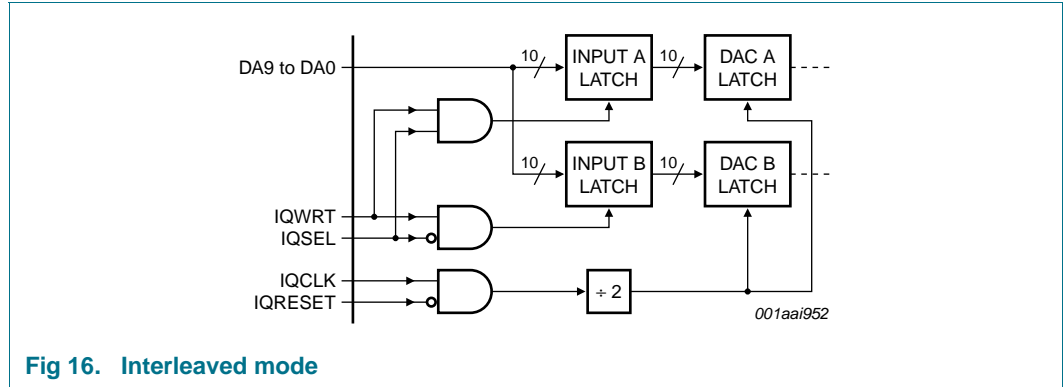 DA9 to DA0
10
INPUT A
LATCH
10
DAC A
LATCH
10
INPUT B
LATCH
10
DAC B
LATCH
IQWRT
IQSEL
IQCLK
IQRESET
÷ 2
001aai952
Fig 16. Interleaved mode